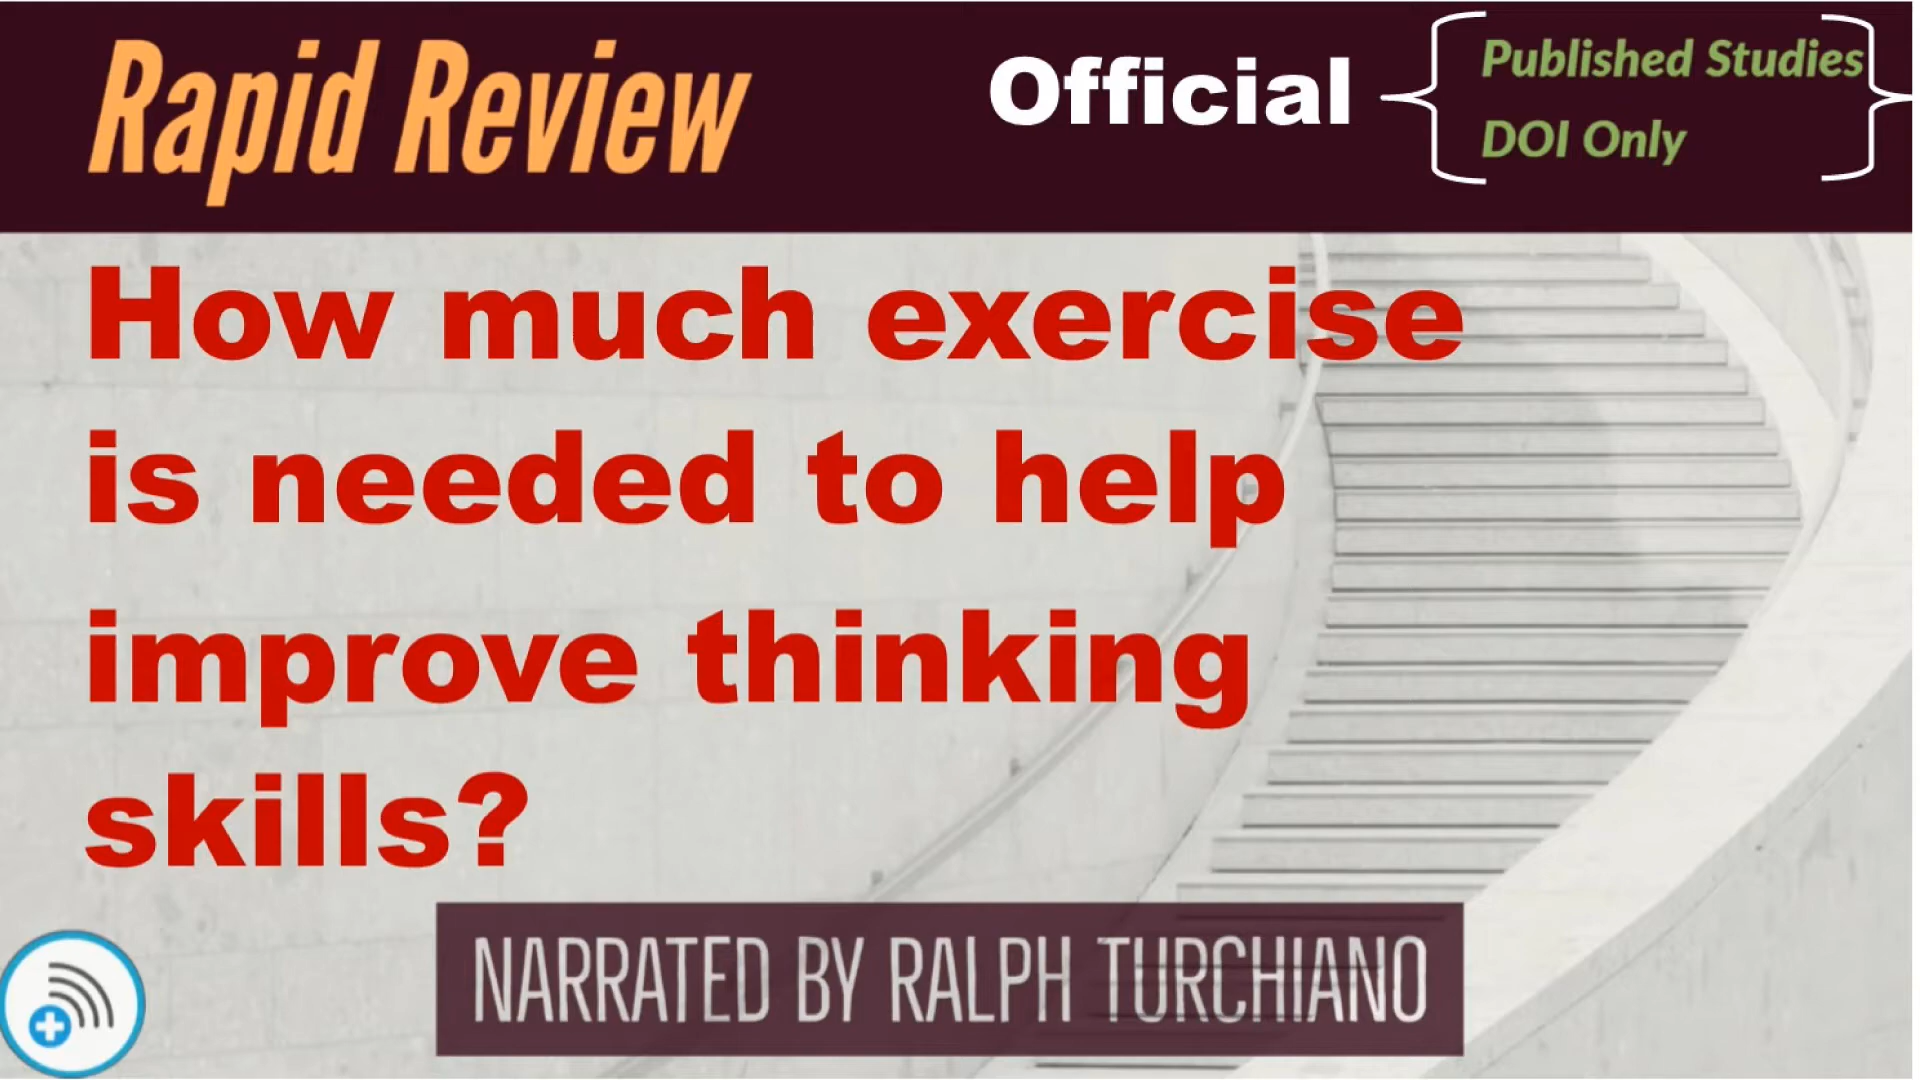 Rapid Review
Official
Published Studies
DOI Only
How much exercise
is needed to help
improve thinking
skills?
NARRATED BY RALPH TURCHIANO